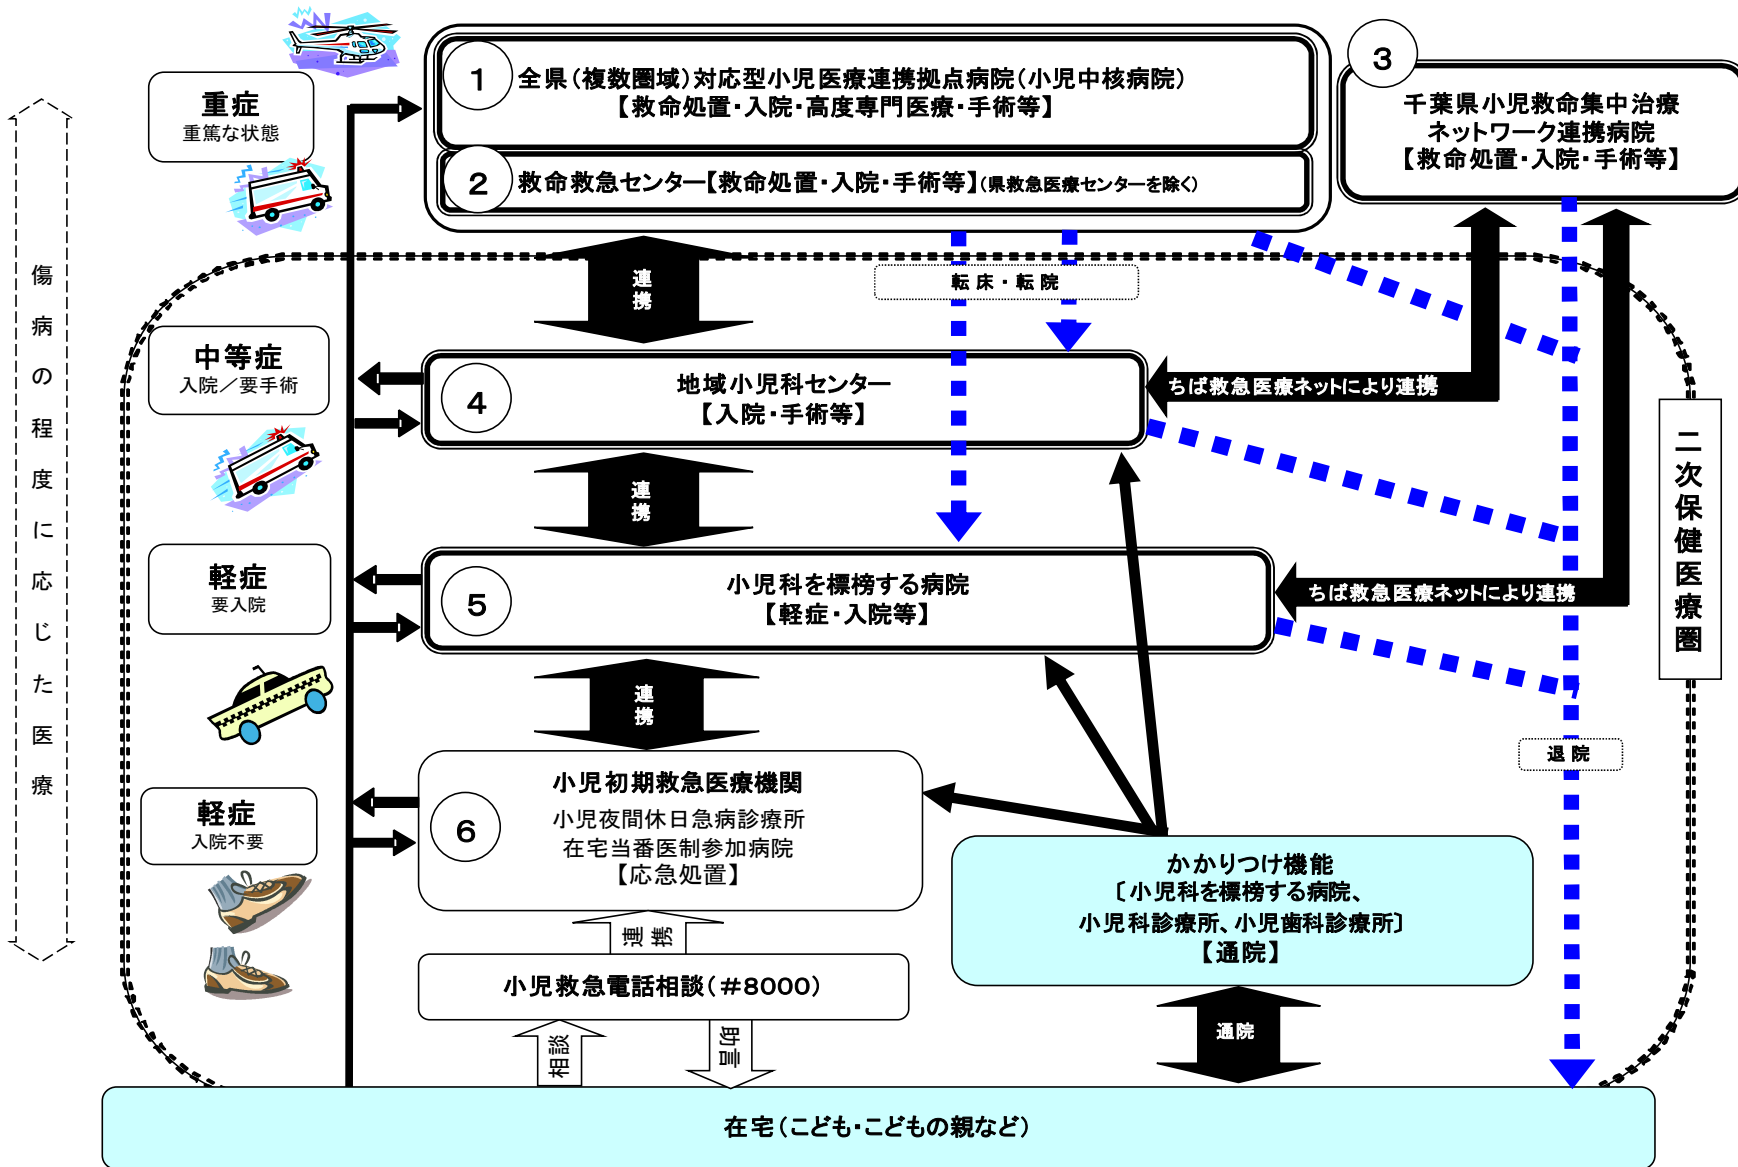 傷病の程度に応じた医療
重症
重篤な状態
1
全県(複数圏域)対応型小児医療連携拠点病院(小児中核病院)
【救命処置・入院・高度専門医療・手術等】
2
救命救急センター【救命処置・入院・手術等】(県救急医療センターを除く)
3
千葉県小児救命集中治療
ネットワーク連携病院
【救命処置・入院・手術等】
連携
転床・転院
中等症
入院／要手術
4
地域小児科センター
【入院・手術等】
ちば救急医療ネットにより連携
二次保健医療圏
連携
軽症
要入院
5
小児科を標榜する病院
【軽症・入院等】
ちば救急医療ネットにより連携
連携
退院
軽症
入院不要
6
小児初期救急医療機関
小児夜間休日急病診療所
在宅当番医制参加病院
【応急処置】
かかりつけ機能
〔小児科を標榜する病院、
小児科診療所、小児歯科診療所〕
【通院】
連携
小児救急電話相談(＃8000)
相談
助言
通院
在宅(こども・こどもの親など)